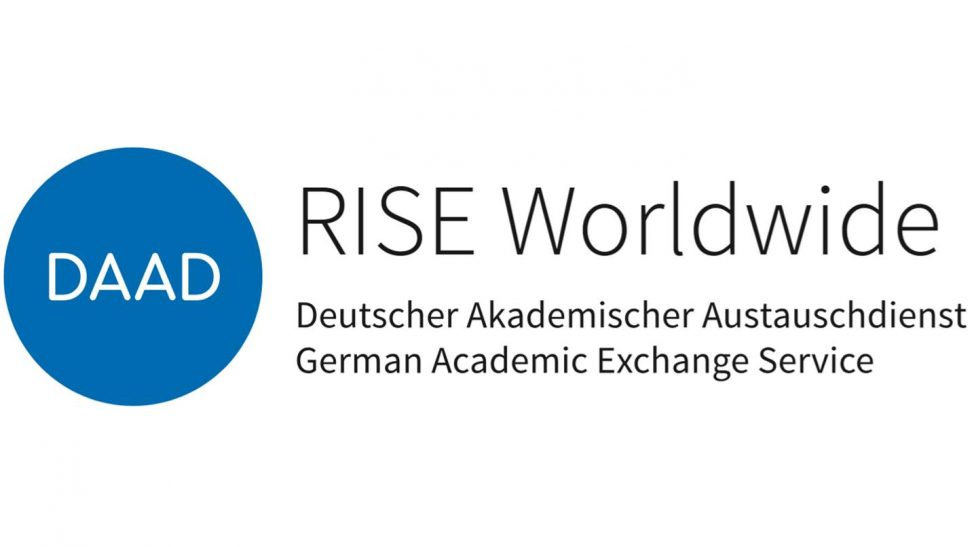 DAAD
RISE Worldwide
Deutscher Akademischer Austauschdienst
German Academic Exchange Service